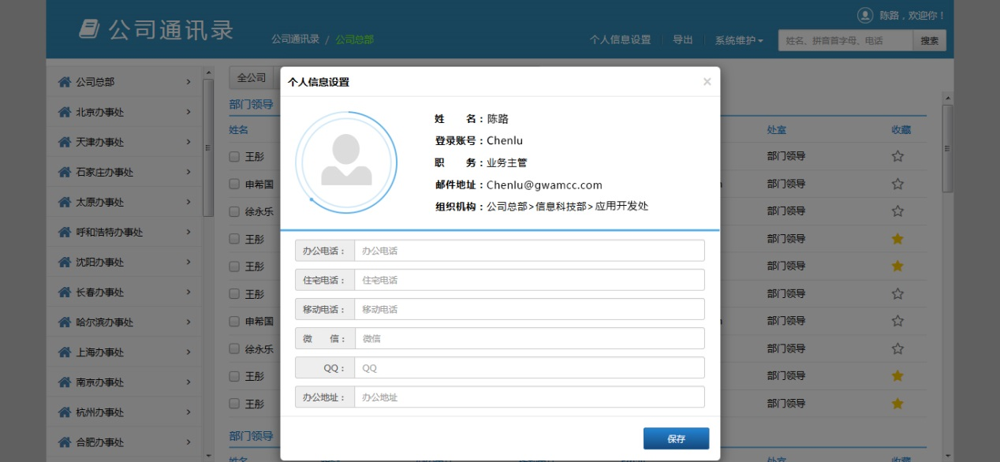 陈路，欢迎你！
公司通讯录
公司通讯录 / 公司总部
个人信息设置 导出 系统维护
姓名、拼音首字母、电话 搜索
公司总部
北京办事处
天津办事处
石家庄办事处
太原办事处
呼和浩特办事处
沈阳办事处
长春办事处
哈尔滨办事处
上海办事处
南京办事处
杭州办事处
合肥办事处
全公司
部门领导
姓名 处室 收藏
王彤 部门领导
申希国 部门领导
徐永乐 部门领导
王彤 部门领导
王彤 部门领导
王彤 部门领导
申希国 部门领导
徐永乐 部门领导
王彤 部门领导
王彤 部门领导
部门领导
姓名 处室 收藏
个人信息设置 ×
姓 名：陈路
登录账号：Chenlu
职 务：业务主管
邮件地址：Chenlu@gwamcc.com
组织机构：公司总部>信息科技部>应用开发处
办公电话： 办公电话
住宅电话： 住宅电话
移动电话： 移动电话
微 信： 微信
QQ： QQ
办公地址： 办公地址
保存